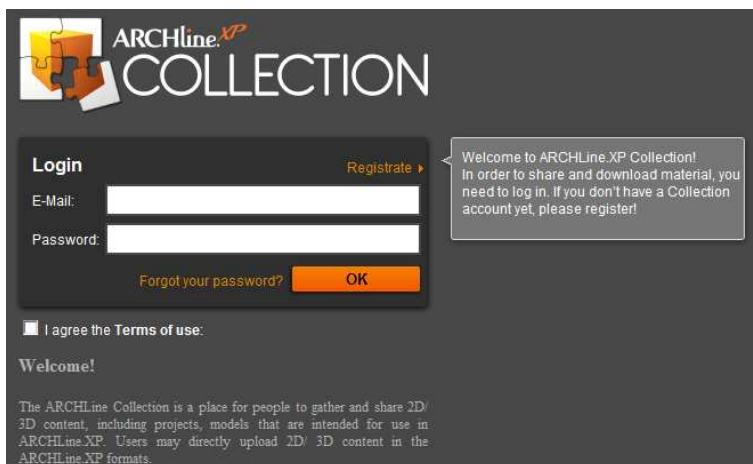 ARCHline.XP
COLLECTION
Login
Registrate
E-Mail:
Password:
Forgot your password?
OK
Welcome to ARCHLine.XP Collection!
In order to share and download material, you
need to log in. If you don't have a Collection
account yet, please register!
I agree the Terms of use:
Welcome!
The ARCHLine Collection is a place for people to gather and share 2D/
3D content, including projects, models that are intended for use in
ARCHLine.XP. Users may directly upload 2D/ 3D content in the
ARCHLine.XP formats.